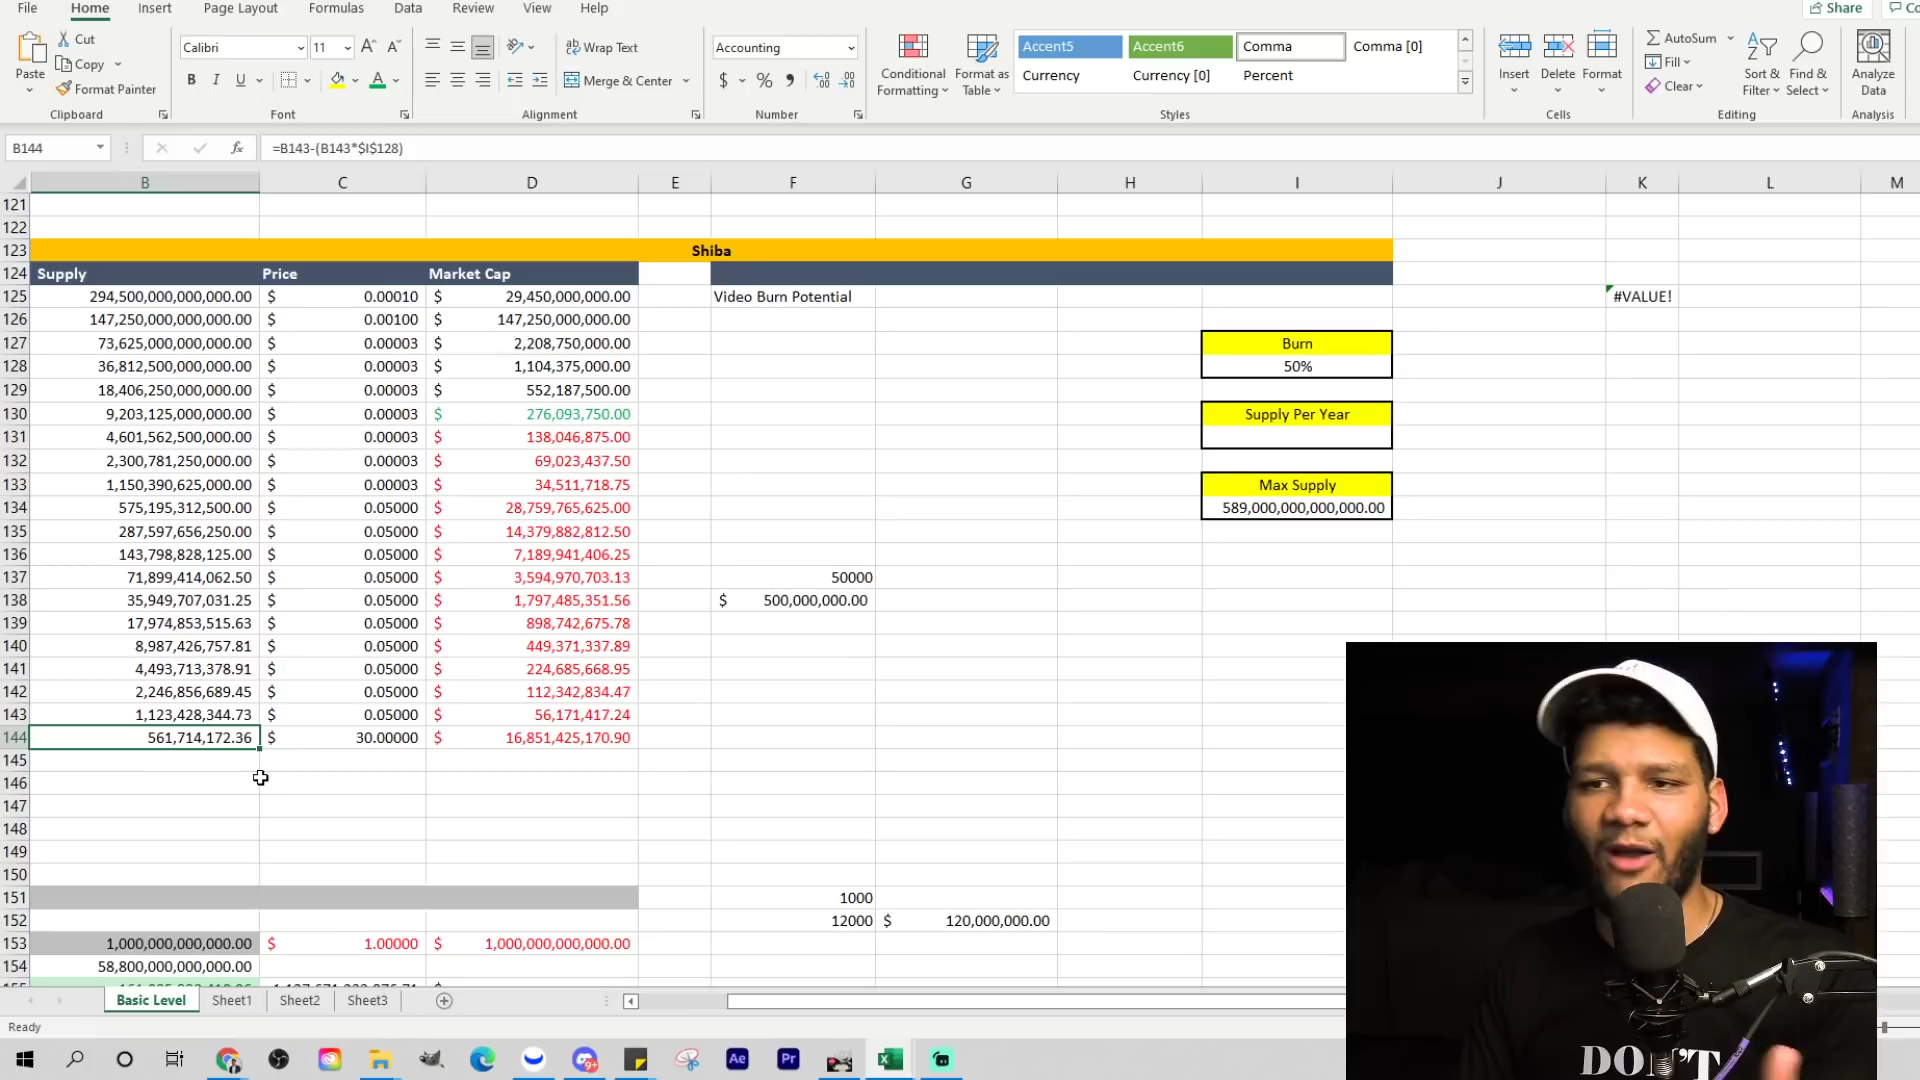 File Home Insert Page Layout Formulas Data Review View Help Share Co
Cut
Copy
Format Painter
Paste
Clipboard
Calibri 11
B I U
Font
Wrap Text
Merge & Center
Alignment
Accounting
$ % ,
Number
Conditional Formatting
Format as Table
Accent5 Accent6 Comma Comma [0]
Currency Currency [0] Percent
Styles
Insert Delete Format
Cells
AutoSum
Fill
Clear
Sort & Filter
Find & Select
Editing
Analyze Data
Analysis
B144 fx =B143-(B143*$I$128)
B C D E F G H I J K L M
121
122
123 Shiba
124 Supply Price Market Cap
125 294,500,000,000,000.00 $ 0.00010 $ 29,450,000,000.00 Video Burn Potential #VALUE!
126 147,250,000,000,000.00 $ 0.00100 $ 147,250,000,000.00
127 73,625,000,000,000.00 $ 0.00003 $ 2,208,750,000.00 Burn
128 36,812,500,000,000.00 $ 0.00003 $ 1,104,375,000.00 50%
129 18,406,250,000,000.00 $ 0.00003 $ 552,187,500.00
130 9,203,125,000,000.00 $ 0.00003 $ 276,093,750.00 Supply Per Year
131 4,601,562,500,000.00 $ 0.00003 $ 138,046,875.00
132 2,300,781,250,000.00 $ 0.00003 $ 69,023,437.50
133 1,150,390,625,000.00 $ 0.00003 $ 34,511,718.75 Max Supply
134 575,195,312,500.00 $ 0.05000 $ 28,759,765,625.00 589,000,000,000,000.00
135 287,597,656,250.00 $ 0.05000 $ 14,379,882,812.50
136 143,798,828,125.00 $ 0.05000 $ 7,189,941,406.25
137 71,899,414,062.50 $ 0.05000 $ 3,594,970,703.13 50000
138 35,949,707,031.25 $ 0.05000 $ 1,797,485,351.56 $ 500,000,000.00
139 17,974,853,515.63 $ 0.05000 $ 898,742,675.78
140 8,987,426,757.81 $ 0.05000 $ 449,371,337.89
141 4,493,713,378.91 $ 0.05000 $ 224,685,668.95
142 2,246,856,689.45 $ 0.05000 $ 112,342,834.47
143 1,123,428,344.73 $ 0.05000 $ 56,171,417.24
144 561,714,172.36 $ 30.00000 $ 16,851,425,170.90
145
146
147
148
149
150
151 1000
152 12000 $ 120,000,000.00
153 1,000,000,000,000.00 $ 1.00000 $ 1,000,000,000,000.00
154 58,800,000,000,000.00
Basic Level Sheet1 Sheet2 Sheet3
Ready
Ae Pr
DON'T